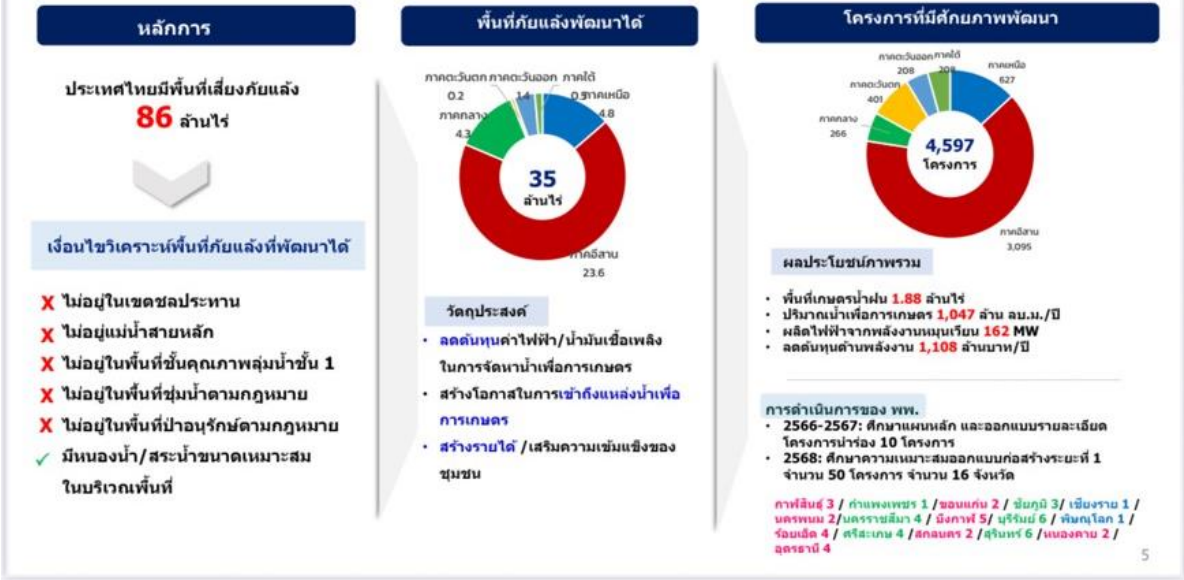 หลักการ
ประเทศไทยมีพื้นที่เสี่ยงภัยแล้ง
86 ล้านไร่
เงื่อนไขวิเคราะห์พื้นที่ภัยแล้งที่พัฒนาได้
X ไม่อยู่ในเขตชลประทาน
X ไม่อยู่แม่น้ำสายหลัก
X ไม่อยู่ในพื้นที่ชั้นคุณภาพลุ่มน้ำชั้น 1
X ไม่อยู่ในพื้นที่ชุ่มน้ำตามกฎหมาย
X ไม่อยู่ในพื้นที่ป่าอนุรักษ์ตามกฎหมาย
✓ มีหนองน้ำ/สระน้ำขนาดเหมาะสม
ในบริเวณพื้นที่
พื้นที่ภัยแล้งพัฒนาได้
ภาคตะวันตก ภาคตะวันออก ภาคใต้
0.2 1.4 0.5 ภาคเหนือ
ภาคกลาง 4.8
4.3
35
ล้านไร่
ภาคอีสาน
23.6
วัตถุประสงค์
• ลดต้นทุนค่าไฟฟ้า/น้ำมันเชื้อเพลิง
ในการจัดหาน้ำเพื่อการเกษตร
• สร้างโอกาสในการเข้าถึงแหล่งน้ำเพื่อ
การเกษตร
• สร้างรายได้ /เสริมความเข้มแข็งของ
ชุมชน
โครงการที่มีศักยภาพพัฒนา
ภาคตะวันออก ภาคใต้
208 208 ภาคเหนือ
627
ภาคตะวันตก
401
ภาคกลาง
266
4,597
โครงการ
ภาคอีสาน
3,095
ผลประโยชน์ภาพรวม
• พื้นที่เกษตรน้ำฝน 1.88 ล้านไร่
• ปริมาณน้ำเพื่อการเกษตร 1,047 ล้าน ลบ.ม./ปี
• ผลิตไฟฟ้าจากพลังงานหมุนเวียน 162 MW
• ลดต้นทุนด้านพลังงาน 1,108 ล้านบาท/ปี
การดำเนินการของ พพ.
• 2566-2567: ศึกษาแผนหลัก และออกแบบรายละเอียด
โครงการนำร่อง 10 โครงการ
• 2568: ศึกษาความเหมาะสมออกแบบก่อสร้างระยะที่ 1
จำนวน 50 โครงการ จำนวน 16 จังหวัด
กาฬสินธุ์ 3 / กำแพงเพชร 1 /ขอนแก่น 2 / ชัยภูมิ 3/ เชียงราย 1 /
นครพนม 2/นครราชสีมา 4 / บึงกาฬ 5/ บุรีรัมย์ 6 / พิษณุโลก 1 /
ร้อยเอ็ด 4 / ศรีสะเกษ 4 /สกลนคร 2 /สุรินทร์ 6 /หนองคาย 2 /
อุดรธานี 4
5